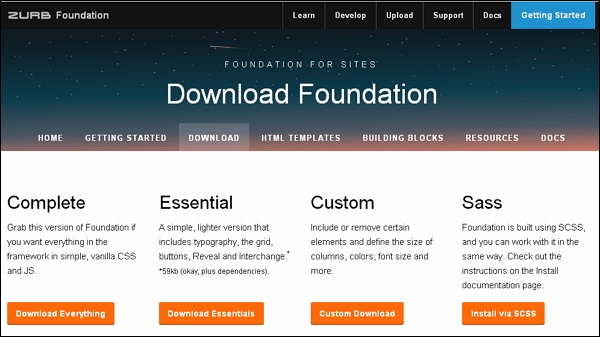 ZURB Foundation Learn Develop Upload Support Docs Getting Started
FOUNDATION FOR SITES
Download Foundation
HOME GETTING STARTED DOWNLOAD HTML TEMPLATES BUILDING BLOCKS RESOURCES DOCS
Complete
Grab this version of Foundation if
you want everything in the
framework in simple, vanilla CSS
and JS.
Download Everything
Essential
A simple, lighter version that
includes typography, the grid,
buttons, Reveal and Interchange.*
*59kb (okay, plus dependencies).
Download Essentials
Custom
Include or remove certain
elements and define the size of
columns, colors, font size and
more.
Custom Download
Sass
Foundation is built using SCSS,
and you can work with it in the
same way. Check out the
instructions on the Install
documentation page.
Install via SCSS